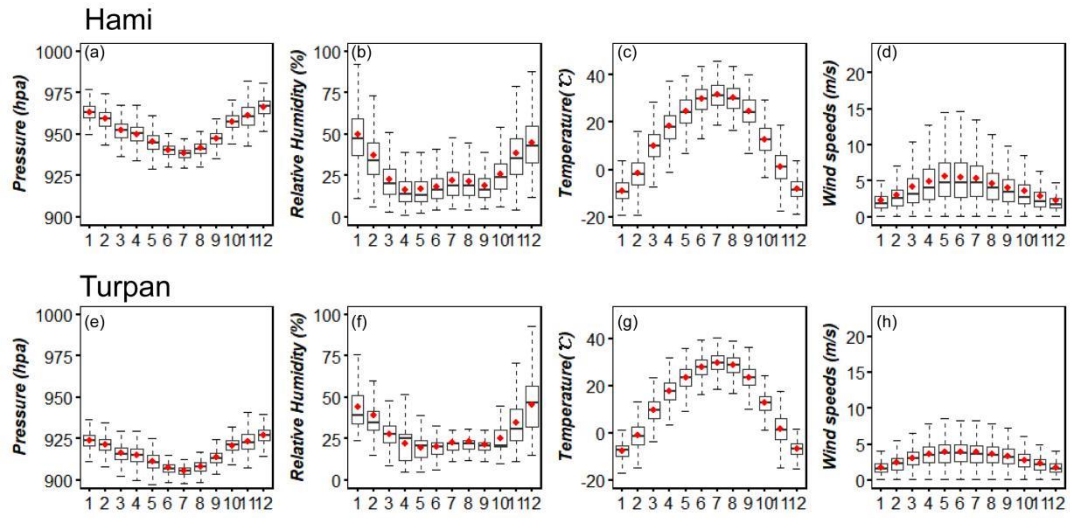 Hami
(a) (b) (c) (d)
Pressure (hpa)
1000
975
950
925
900
1 2 3 4 5 6 7 8 9 10 11 12
Relative Humidity (%)
100
75
50
25
0
1 2 3 4 5 6 7 8 9 10 11 12
Temperature(℃)
40
20
0
-20
1 2 3 4 5 6 7 8 9 10 11 12
Wind speeds (m/s)
20
15
10
5
0
1 2 3 4 5 6 7 8 9 10 11 12
Turpan
(e) (f) (g) (h)
Pressure (hpa)
1000
975
950
925
900
1 2 3 4 5 6 7 8 9 10 11 12
Relative Humidity (%)
100
75
50
25
0
1 2 3 4 5 6 7 8 9 10 11 12
Temperature(℃)
40
20
0
-20
1 2 3 4 5 6 7 8 9 10 11 12
Wind speeds (m/s)
20
15
10
5
0
1 2 3 4 5 6 7 8 9 10 11 12